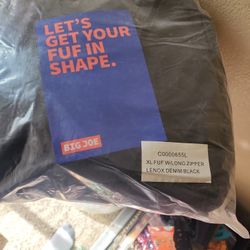 LET'S
GET YOUR
FUF IN
SHAPE.
BIG JOE
C0000655L
XL FUF W/LONG ZIPPER
LENOX DENIM BLACK